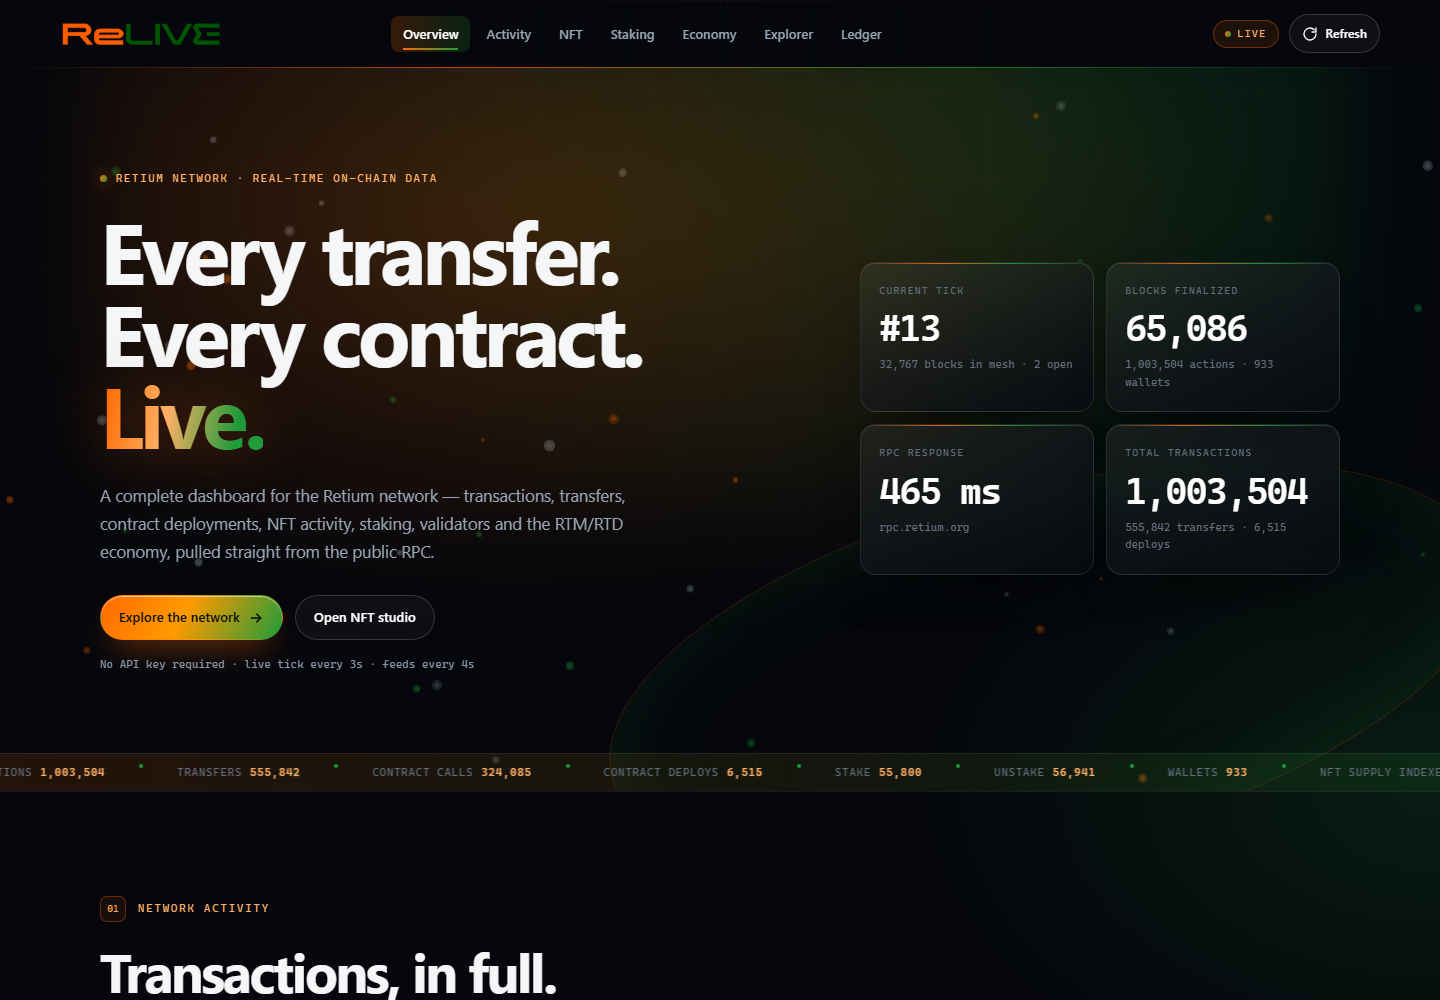 ReLIVE
Overview
Activity
NFT
Staking
Economy
Explorer
Ledger
LIVE
Refresh
RETIUM NETWORK · REAL-TIME ON-CHAIN DATA
Every transfer.
Every contract.
Live.
A complete dashboard for the Retium network — transactions, transfers,
contract deployments, NFT activity, staking, validators and the RTM/RTD
economy, pulled straight from the public RPC.
Explore the network →
Open NFT studio
No API key required · live tick every 3s · feeds every 4s
CURRENT TICK
#13
32,767 blocks in mesh · 2 open
BLOCKS FINALIZED
65,086
1,003,504 actions · 933
wallets
RPC RESPONSE
465 ms
rpc.retium.org
TOTAL TRANSACTIONS
1,003,504
555,842 transfers · 6,515
deploys
TIONS 1,003,504 • TRANSFERS 555,842 • CONTRACT CALLS 324,085 • CONTRACT DEPLOYS 6,515 • STAKE 55,800 • UNSTAKE 56,941 • WALLETS 933 • NFT SUPPLY INDEXE
01 NETWORK ACTIVITY
Transactions, in full.